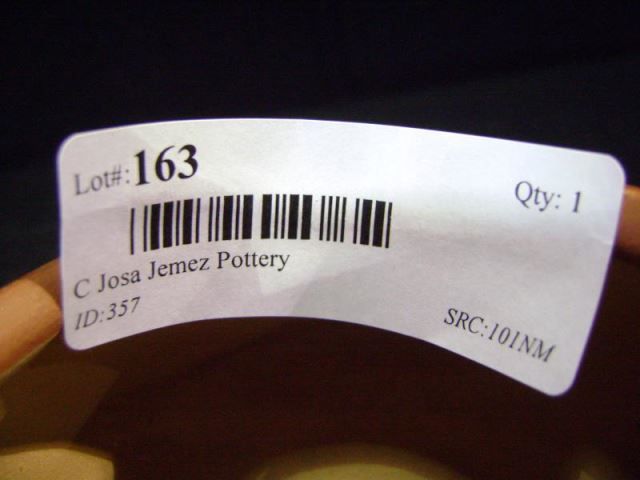 Lot#:163
Qty: 1
C Josa Jemez Pottery
ID:357
SRC:101NM